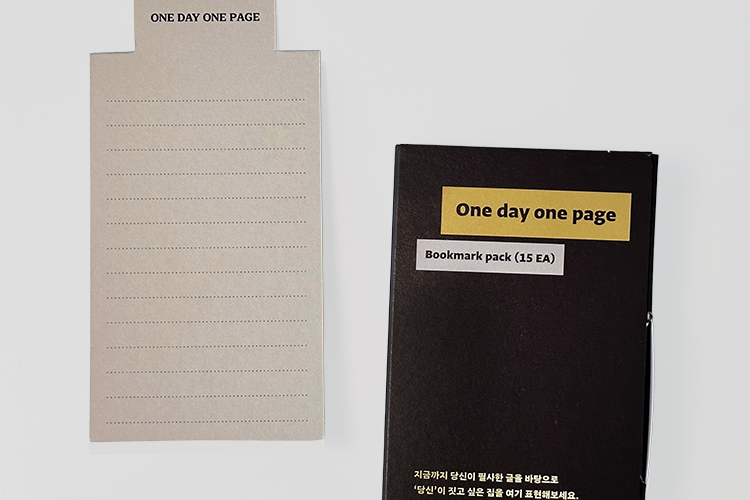 ONE DAY ONE PAGE
One day one page
Bookmark pack (15 EA)
지금까지 당신이 필사한 글을 바탕으로
'당신'이 짓고 싶은 집을 여기 표현해보세요.